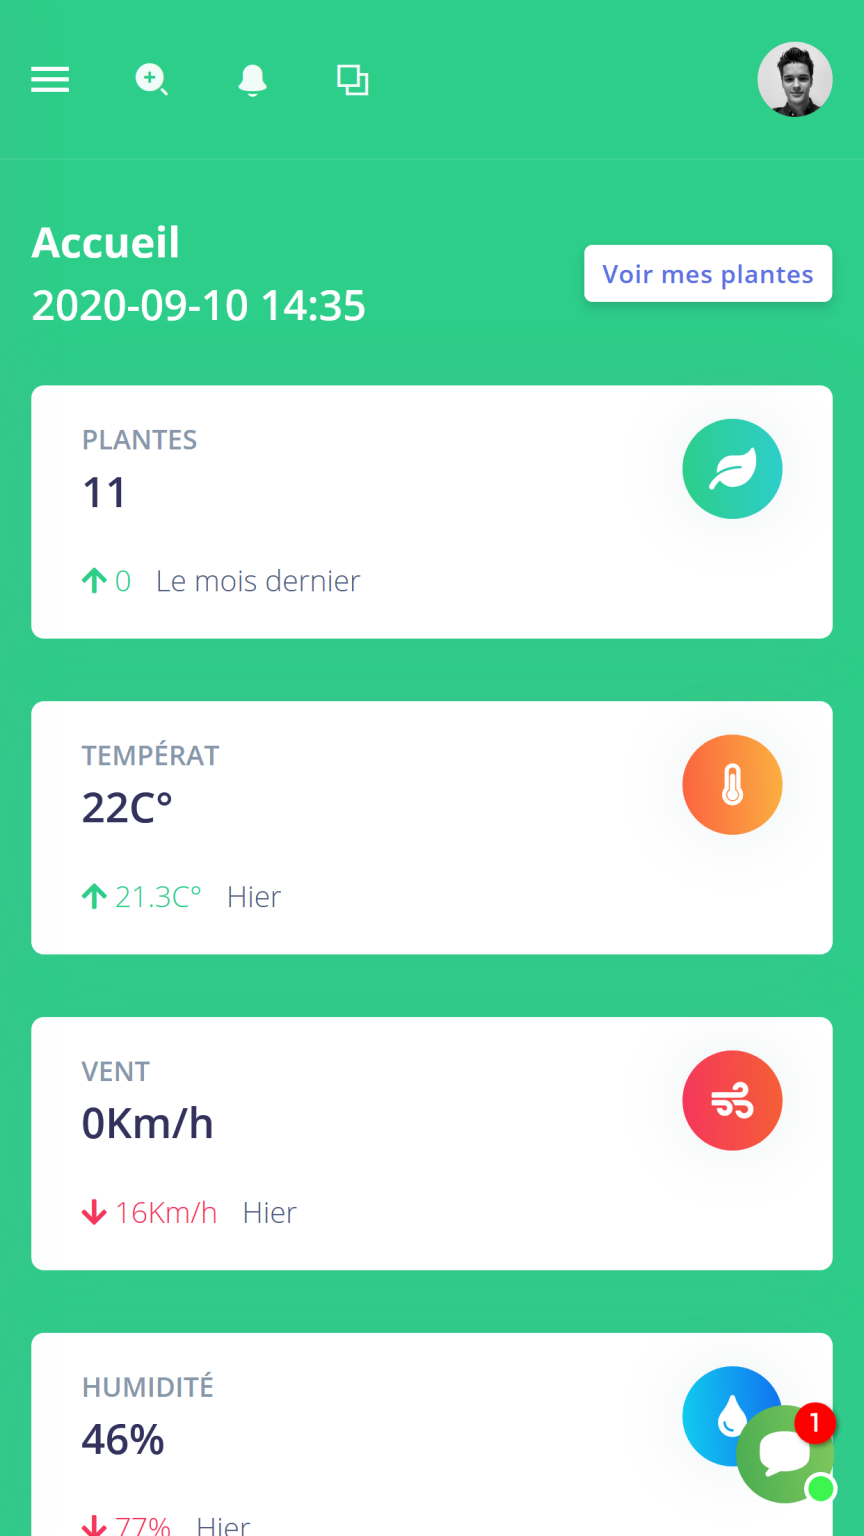 Accueil
2020-09-10 14:35
Voir mes plantes
PLANTES
11
0 Le mois dernier
TEMPÉRAT
22C°
21.3C° Hier
VENT
0Km/h
16Km/h Hier
HUMIDITÉ
46%
1
77% Hier